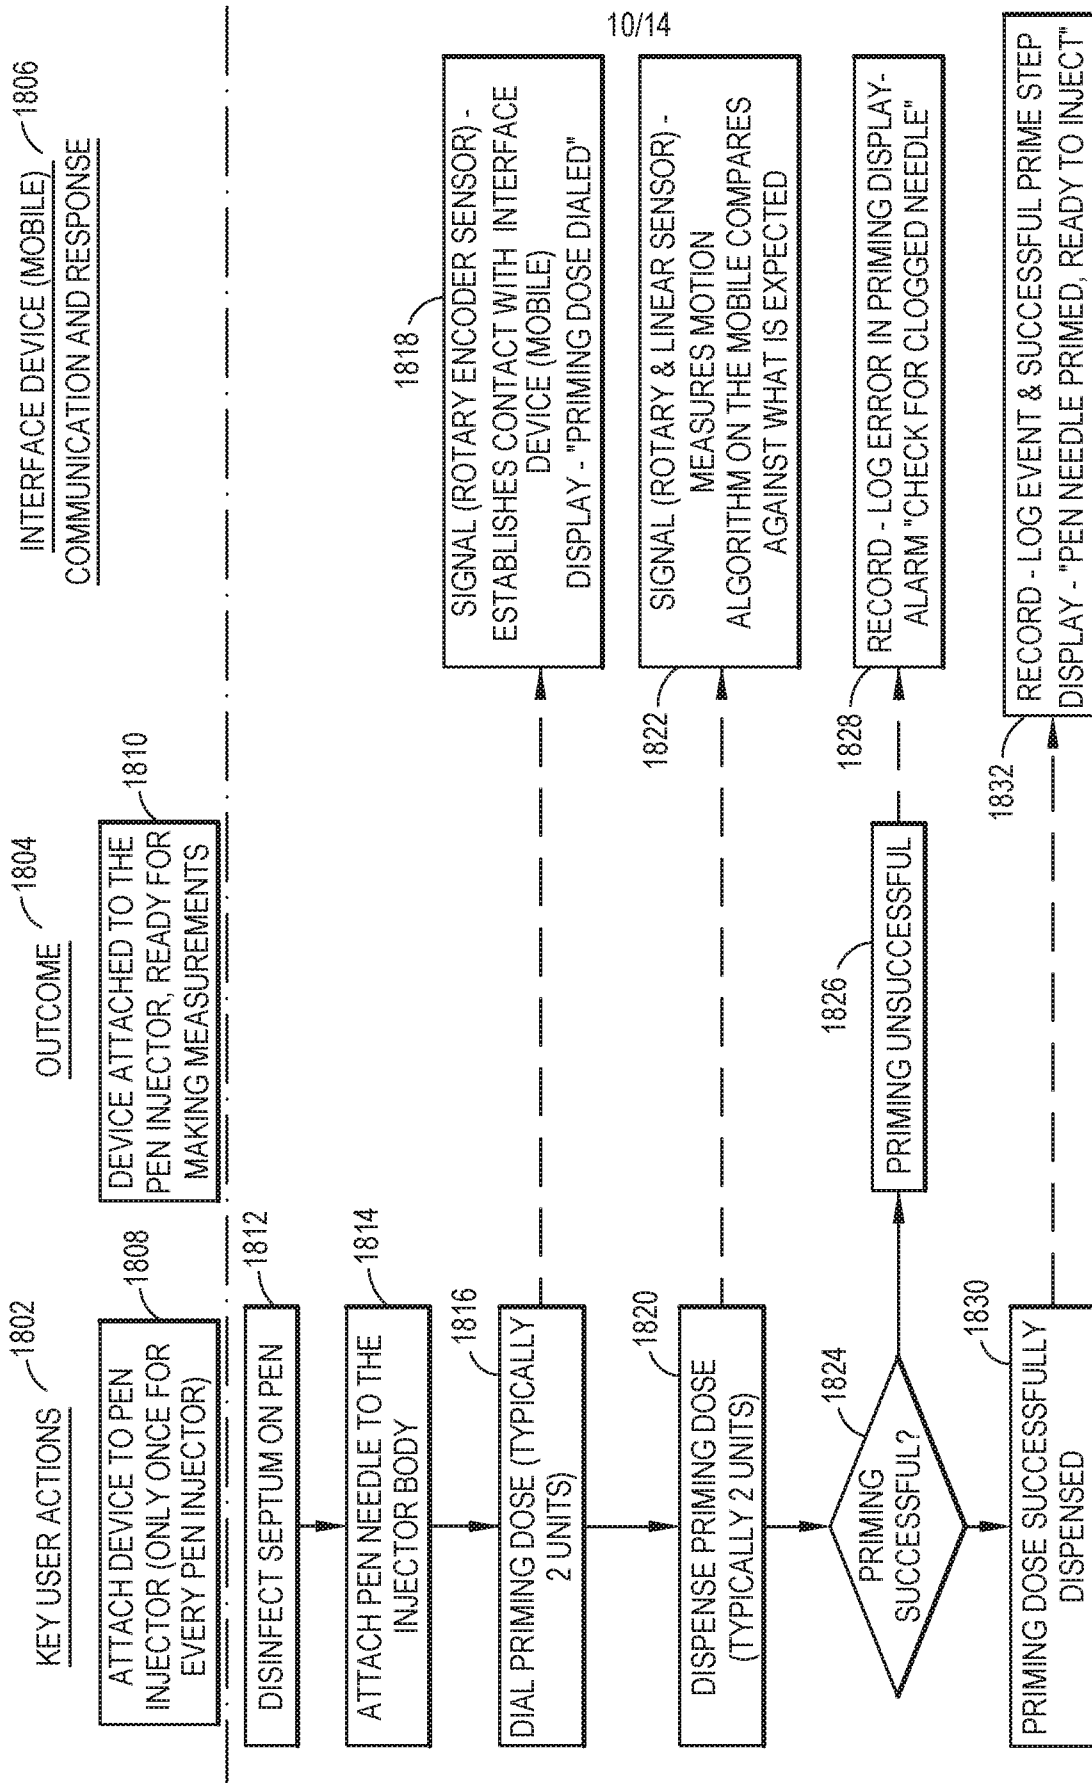 10/14
KEY USER ACTIONS
1802
OUTCOME
1804
INTERFACE DEVICE (MOBILE)
COMMUNICATION AND RESPONSE
1806
ATTACH DEVICE TO PEN
INJECTOR (ONLY ONCE FOR
EVERY PEN INJECTOR)
1808
DEVICE ATTACHED TO THE
PEN INJECTOR, READY FOR
MAKING MEASUREMENTS
1810
DISINFECT SEPTUM ON PEN
1812
ATTACH PEN NEEDLE TO THE
INJECTOR BODY
1814
DIAL PRIMING DOSE (TYPICALLY
2 UNITS)
1816
SIGNAL (ROTARY ENCODER SENSOR) -
ESTABLISHES CONTACT WITH INTERFACE
DEVICE (MOBILE)
DISPLAY - "PRIMING DOSE DIALED"
1818
DISPENSE PRIMING DOSE
(TYPICALLY 2 UNITS)
1820
SIGNAL (ROTARY & LINEAR SENSOR) -
MEASURES MOTION
ALGORITHM ON THE MOBILE COMPARES
AGAINST WHAT IS EXPECTED
1822
PRIMING
SUCCESSFUL?
1824
PRIMING UNSUCCESSFUL
1826
RECORD - LOG ERROR IN PRIMING DISPLAY-
ALARM "CHECK FOR CLOGGED NEEDLE"
1828
PRIMING DOSE SUCCESSFULLY
DISPENSED
1830
RECORD - LOG EVENT & SUCCESSFUL PRIME STEP
DISPLAY - "PEN NEEDLE PRIMED, READY TO INJECT"
1832